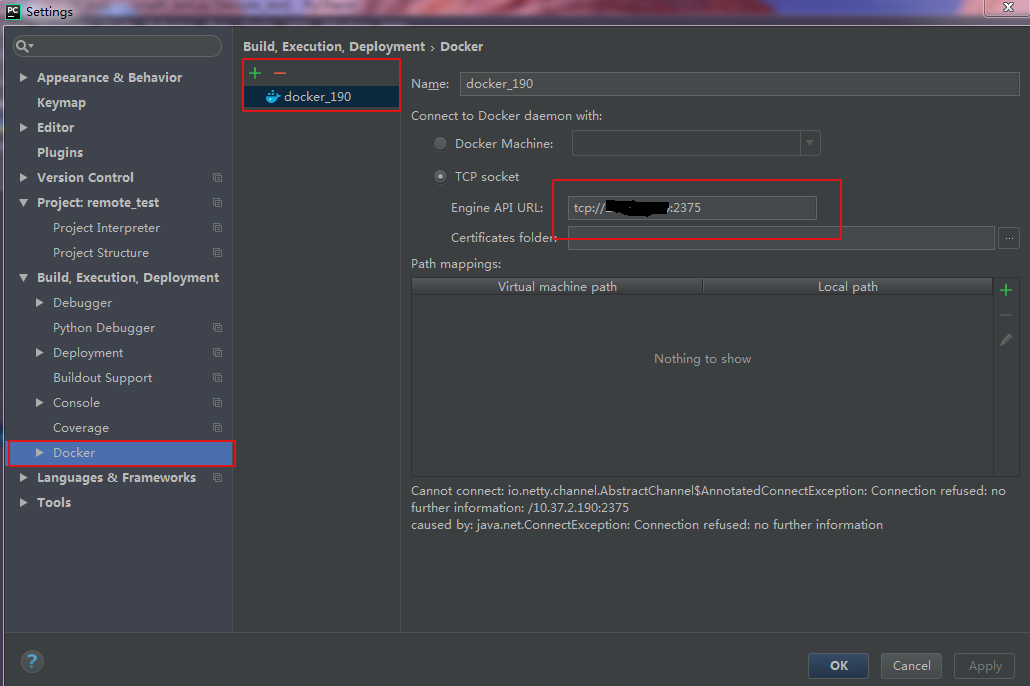 PC Settings
Appearance & Behavior
Keymap
Editor
Plugins
Version Control
Project: remote_test
Project Interpreter
Project Structure
Build, Execution, Deployment
Debugger
Python Debugger
Deployment
Buildout Support
Console
Coverage
Docker
Languages & Frameworks
Tools
Build, Execution, Deployment › Docker
docker_190
Name: docker_190
Connect to Docker daemon with:
Docker Machine:
TCP socket
Engine API URL: tcp:// :2375
Certificates folder: ...
Path mappings:
Virtual machine path Local path
Nothing to show
Cannot connect: io.netty.channel.AbstractChannel$AnnotatedConnectException: Connection refused: no
further information: /10.37.2.190:2375
caused by: java.net.ConnectException: Connection refused: no further information
? OK Cancel Apply